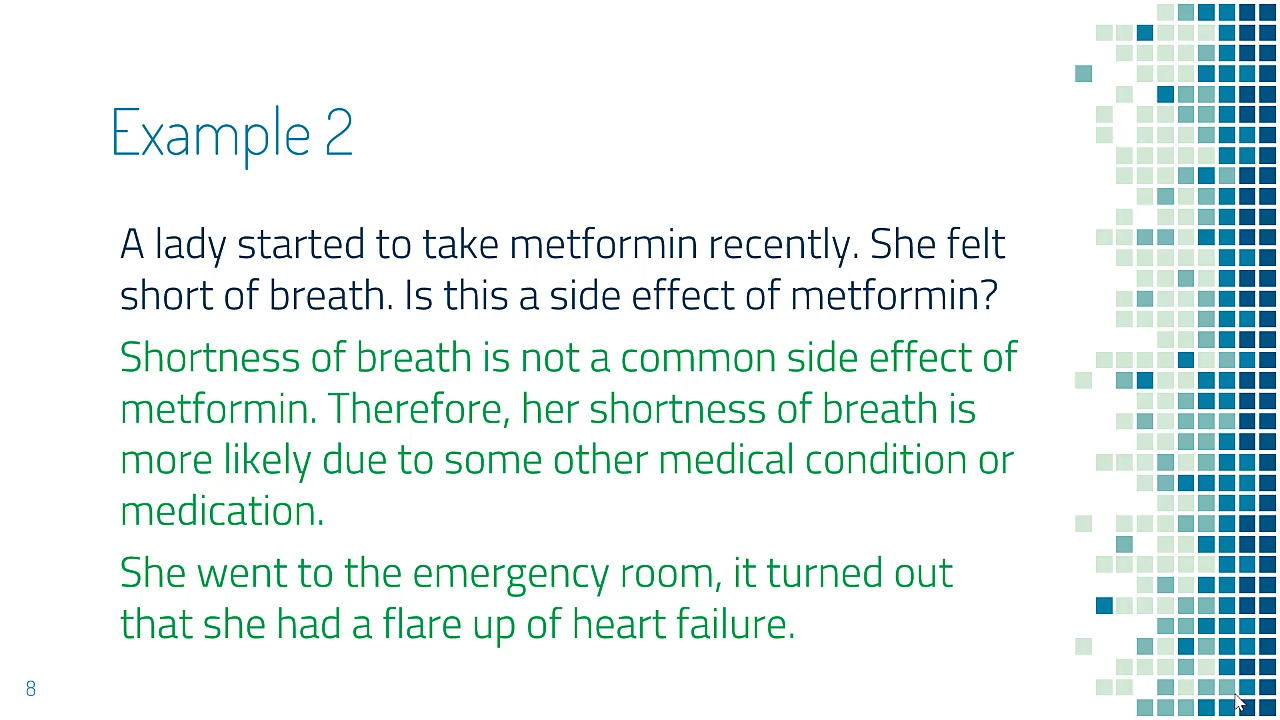 Example 2
A lady started to take metformin recently. She felt
short of breath. Is this a side effect of metformin?
Shortness of breath is not a common side effect of
metformin. Therefore, her shortness of breath is
more likely due to some other medical condition or
medication.
She went to the emergency room, it turned out
that she had a flare up of heart failure.
8